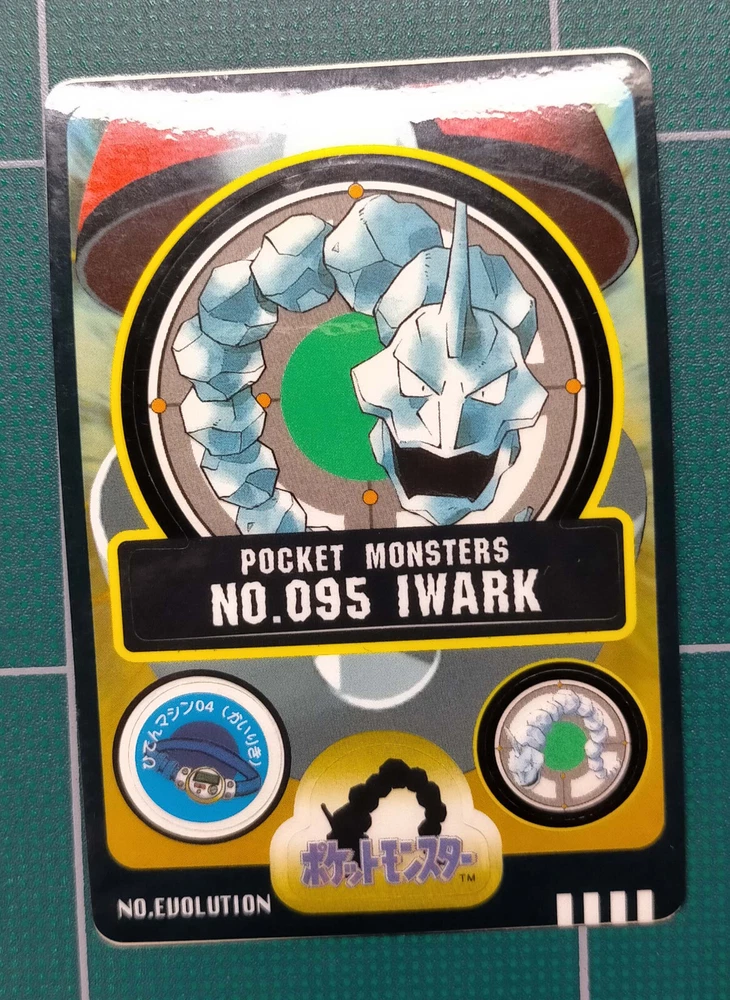 POCKET MONSTERS
NO.095 IWARK
ひでんマシン04（かいりき）
ポケットモンスター
TM
NO.EVOLUTION